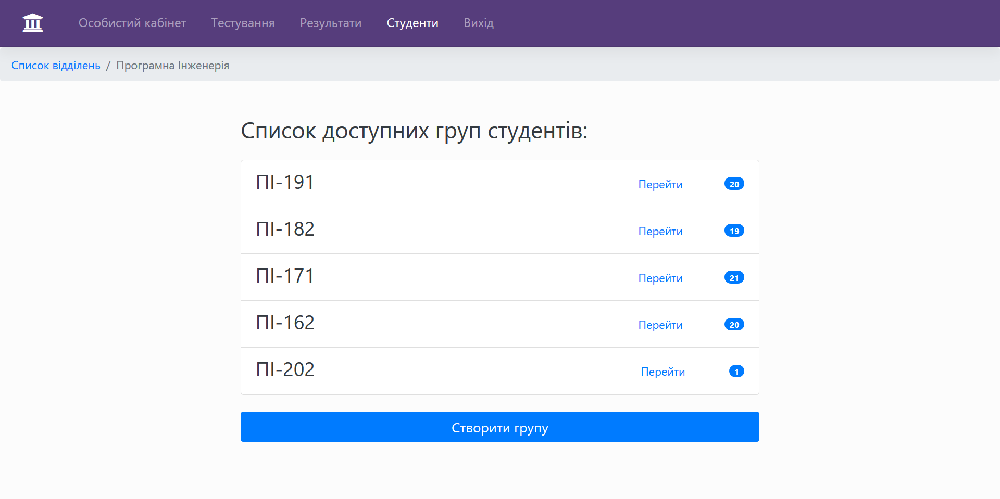 Особистий кабінет Тестування Результати Студенти Вихід
Список відділень / Програмна Інженерія
Список доступних груп студентів:
ПІ-191 Перейти 20
ПІ-182 Перейти 19
ПІ-171 Перейти 21
ПІ-162 Перейти 20
ПІ-202 Перейти 1
Створити групу